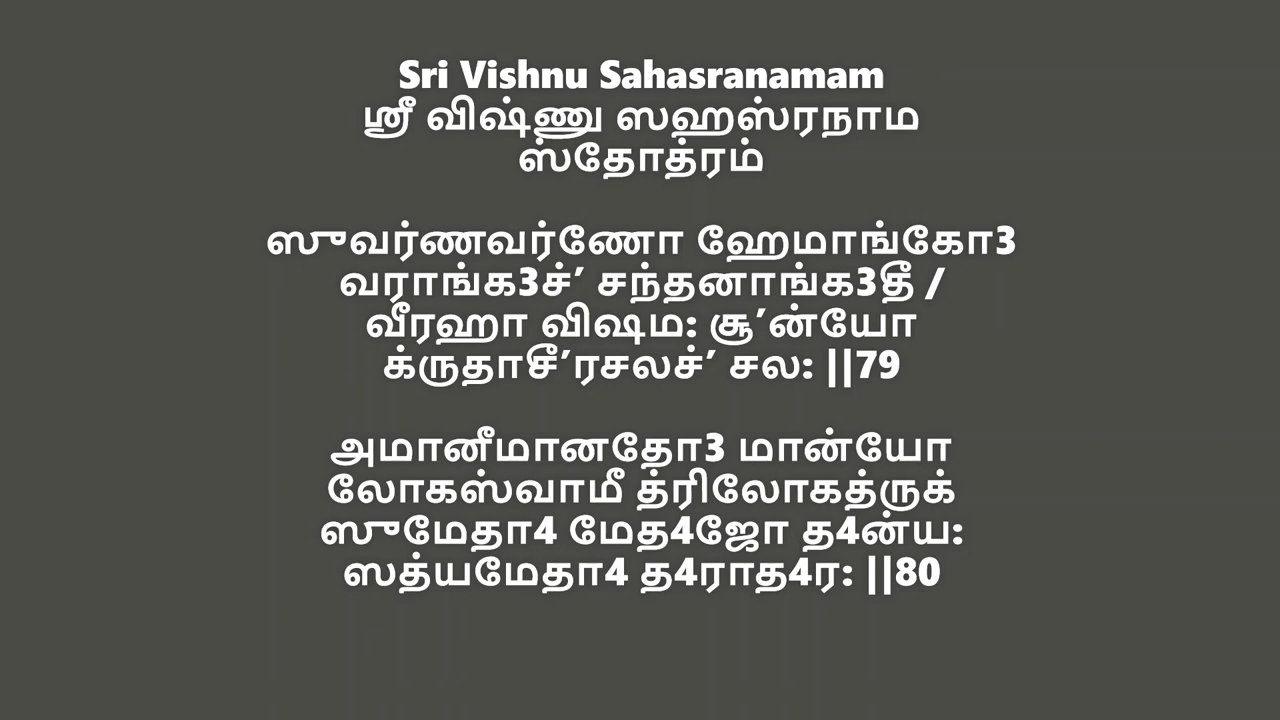 Sri Vishnu Sahasranamam
ஸ்ரீ விஷ்ணு ஸஹஸ்ரநாம
ஸ்தோத்ரம்
ஸுவர்ணவர்ணோ ஹேமாங்கோ3
வராங்க3ச்’ சந்தனாங்க3தீ /
வீரஹா விஷம: சூ’ன்யோ
க்ருதாசீ’ரசலச்’ சல: ||79
அமானீமானதோ3 மான்யோ
லோகஸ்வாமீ த்ரிலோகத்ருக்
ஸுமேதா4 மேத4ஜோ த4ன்ய:
ஸத்யமேதா4 த4ராத4ர: ||80